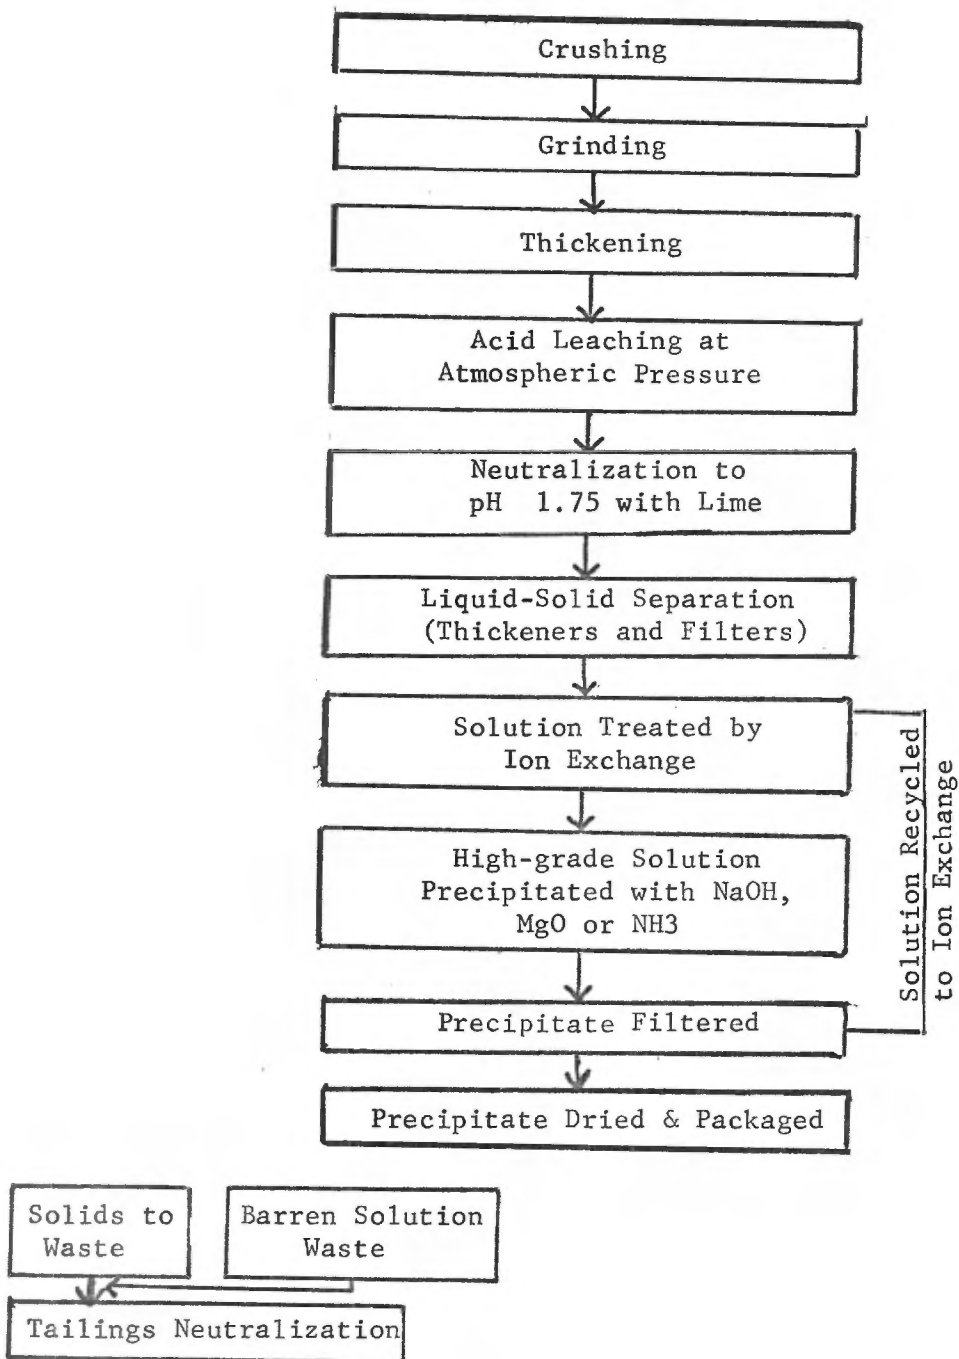 Crushing
Grinding
Thickening
Acid Leaching at
Atmospheric Pressure
Neutralization to
pH 1.75 with Lime
Liquid-Solid Separation
(Thickeners and Filters)
Solution Treated by
Ion Exchange
High-grade Solution
Precipitated with NaOH,
MgO or NH3
Solution Recycled
to Ion Exchange
Precipitate Filtered
Precipitate Dried & Packaged
Solids to
Waste
Barren Solution
Waste
Tailings Neutralization